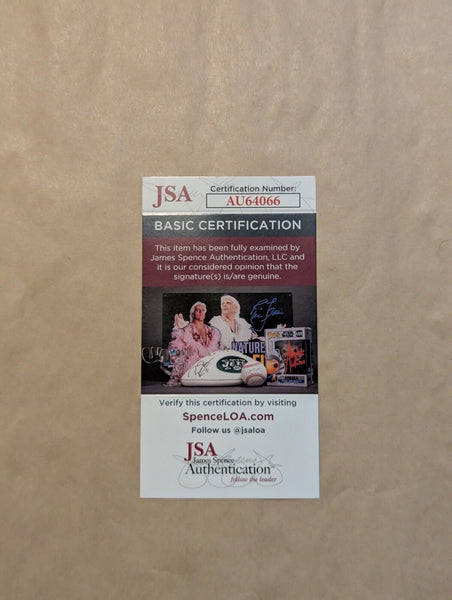 JSA
Certification Number:
AU64066
BASIC CERTIFICATION
This item has been fully examined by
James Spence Authentication, LLC and
it is our considered opinion that the
signature(s) is/are genuine.
NATURE
JETS
Verify this certification by visiting
SpenceLOA.com
Follow us @jsaloa
JSA
James Spence
Authentication
follow the leader